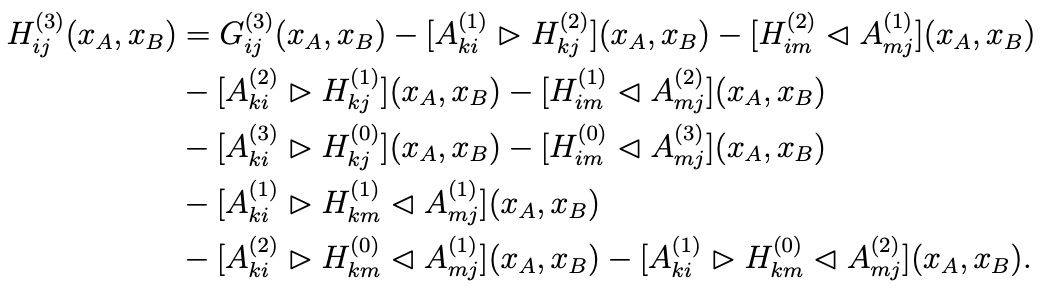 H_{ij}^{(3)}(x_A, x_B) = G_{ij}^{(3)}(x_A, x_B) − [A_{ki}^{(1)} ▷ H_{kj}^{(2)}](x_A, x_B) − [H_{im}^{(2)} ◁ A_{mj}^{(1)}](x_A, x_B)
− [A_{ki}^{(2)} ▷ H_{kj}^{(1)}](x_A, x_B) − [H_{im}^{(1)} ◁ A_{mj}^{(2)}](x_A, x_B)
− [A_{ki}^{(3)} ▷ H_{kj}^{(0)}](x_A, x_B) − [H_{im}^{(0)} ◁ A_{mj}^{(3)}](x_A, x_B)
− [A_{ki}^{(1)} ▷ H_{km}^{(1)} ◁ A_{mj}^{(1)}](x_A, x_B)
− [A_{ki}^{(2)} ▷ H_{km}^{(0)} ◁ A_{mj}^{(1)}](x_A, x_B) − [A_{ki}^{(1)} ▷ H_{km}^{(0)} ◁ A_{mj}^{(2)}](x_A, x_B).